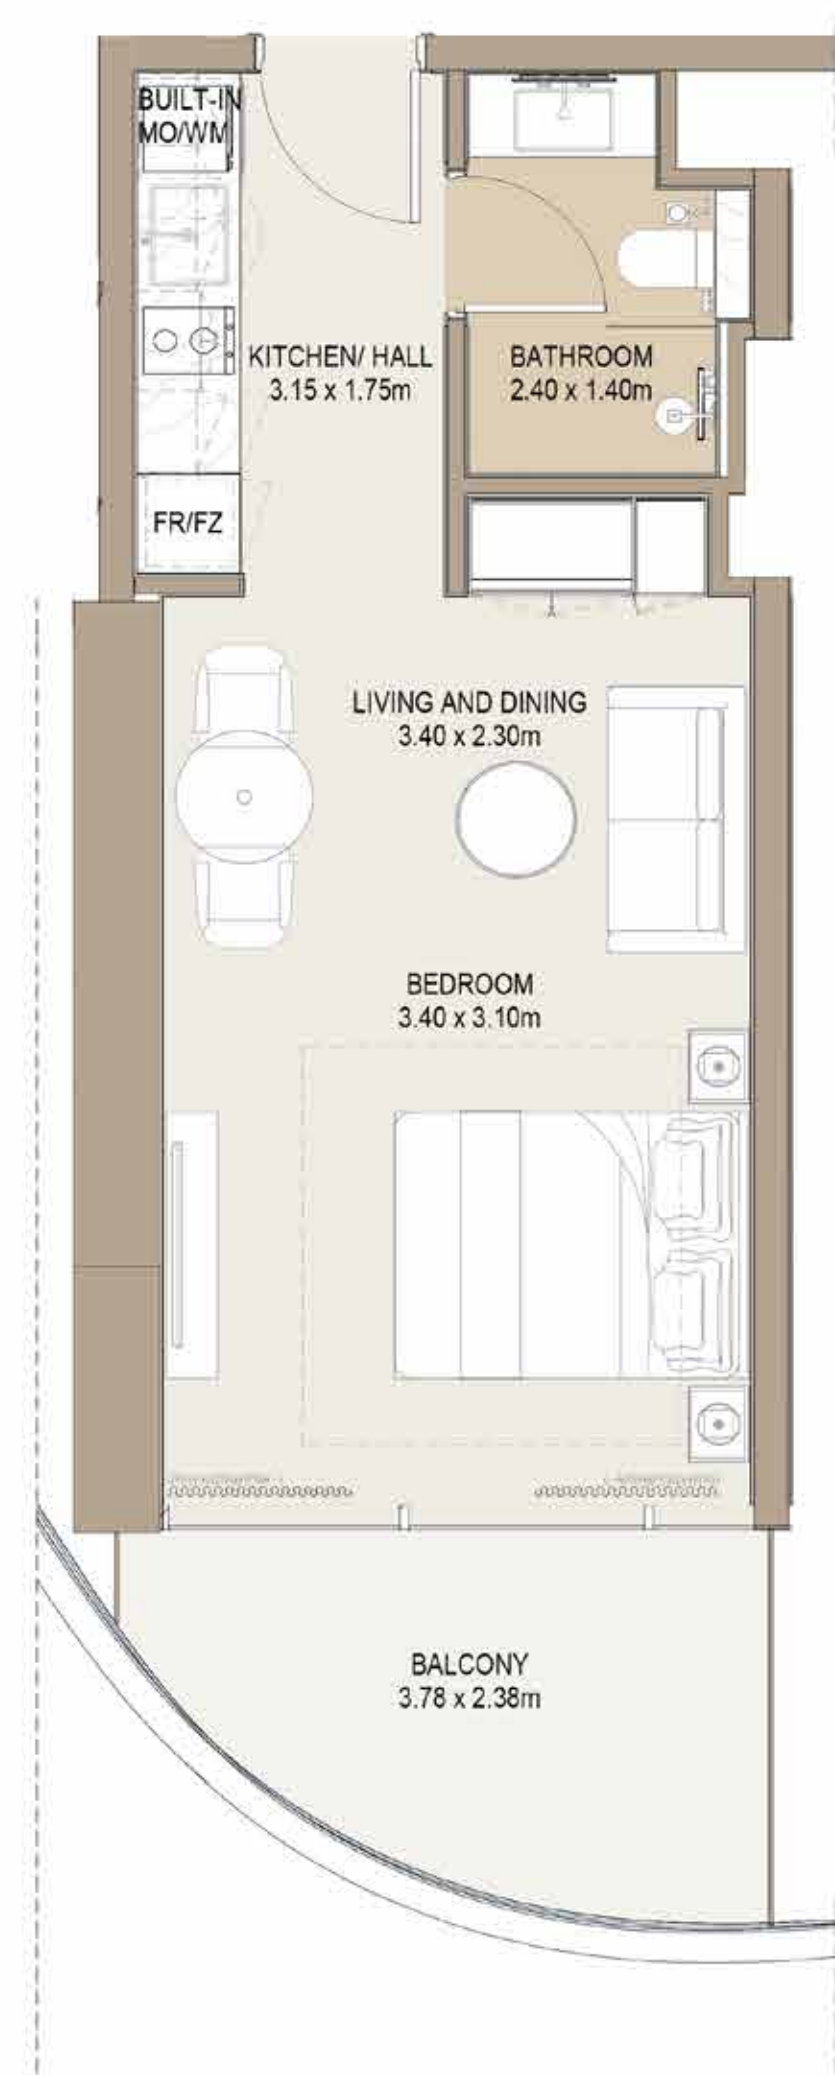 BUILT-IN
MO/WM
KITCHEN/ HALL
3.15 x 1.75m
BATHROOM
2.40 x 1.40m
FR/FZ
LIVING AND DINING
3.40 x 2.30m
BEDROOM
3.40 x 3.10m
BALCONY
3.78 x 2.38m